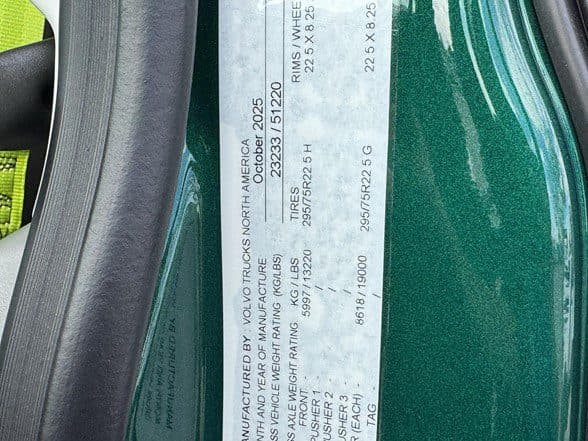 ANUFACTURED BY : VOLVO TRUCKS NORTH AMERICA
NTH AND YEAR OF MANUFACTURE October 2025
SS VEHICLE WEIGHT RATING (KG/LBS) 23233 / 51220
SS AXLE WEIGHT RATING KG / LBS TIRES RIMS / WHEE
FRONT - 5997 / 13220 295/75R22 5 H 22 5 X 8 25
PUSHER 1 - /
PUSHER 2 - /
PUSHER 3 - /
R (EACH) - 8618 / 19000 295/75R22 5 G 22 5 X 8 25
TAG - /